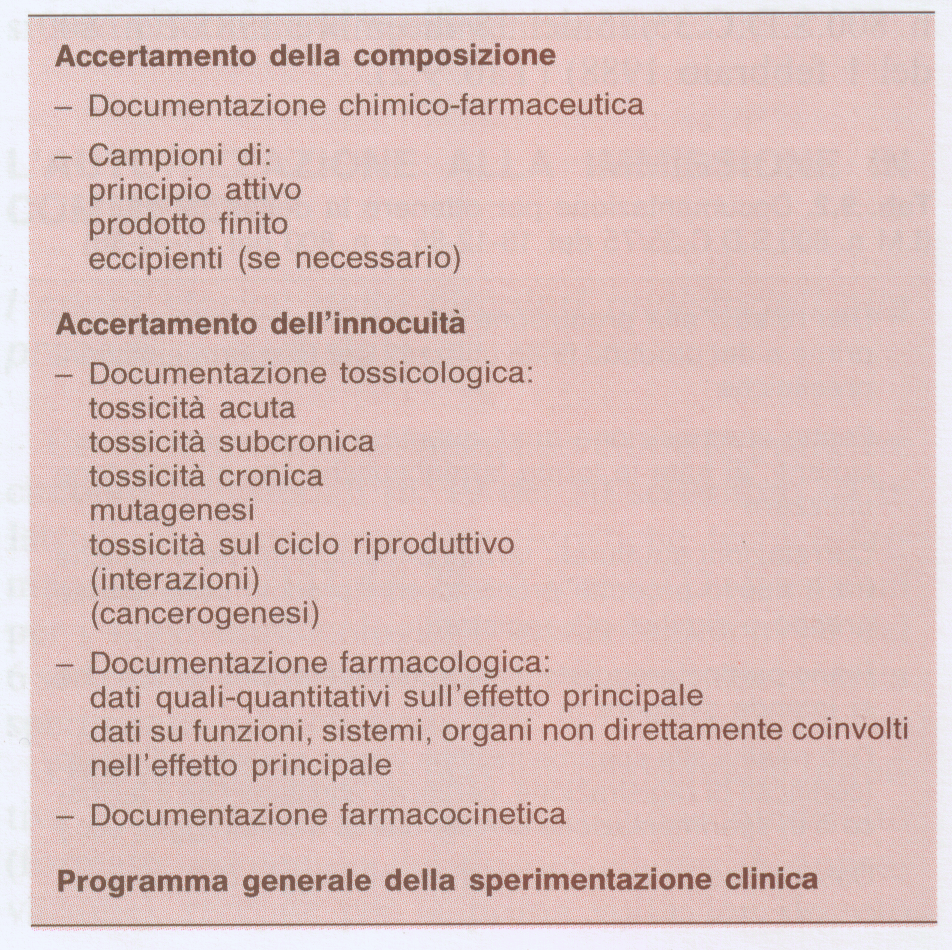 Accertamento della composizione
– Documentazione chimico-farmaceutica
– Campioni di:
principio attivo
prodotto finito
eccipienti (se necessario)
Accertamento dell'innocuità
– Documentazione tossicologica:
tossicità acuta
tossicità subcronica
tossicità cronica
mutagenesi
tossicità sul ciclo riproduttivo
(interazioni)
(cancerogenesi)
– Documentazione farmacologica:
dati quali-quantitativi sull'effetto principale
dati su funzioni, sistemi, organi non direttamente coinvolti
nell'effetto principale
– Documentazione farmacocinetica
Programma generale della sperimentazione clinica